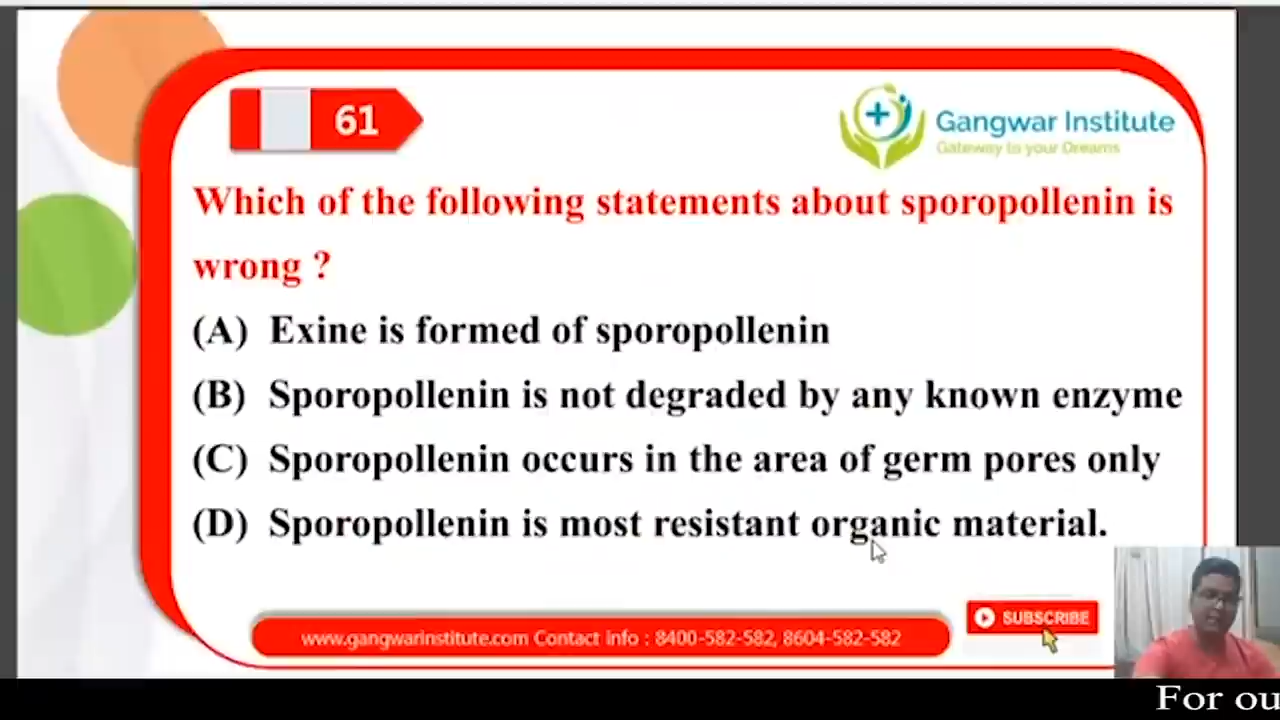 61
Gangwar Institute
Gateway to your Dreams
Which of the following statements about sporopollenin is
wrong ?
(A) Exine is formed of sporopollenin
(B) Sporopollenin is not degraded by any known enzyme
(C) Sporopollenin occurs in the area of germ pores only
(D) Sporopollenin is most resistant organic material.
www.gangwarinstitute.com Contact Info : 8400-582-582, 8604-582-582
SUBSCRIBE
For ou